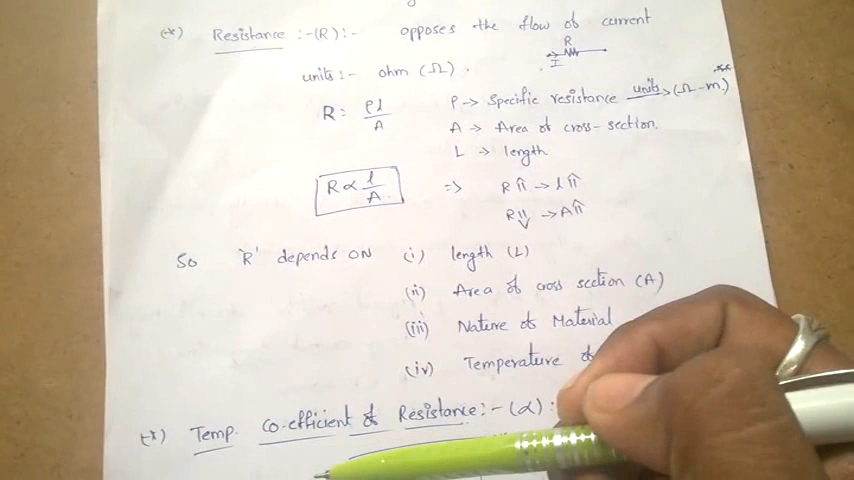 (*) Resistance :-(R):- opposes the flow of current
R
I
units :- ohm (Ω).
R = ρl/A
ρ → Specific resistance units → (Ω-m.)**
A → Area of cross-section.
L → length
R ∝ l/A. => R⇑ → l⇑
R⇓ → A⇑
So 'R' depends ON (i) length (L)
(ii) Area of cross section (A)
(iii) Nature of Material
(iv) Temperature of
(*) Temp. Co-efficient of Resistance :- (α) :